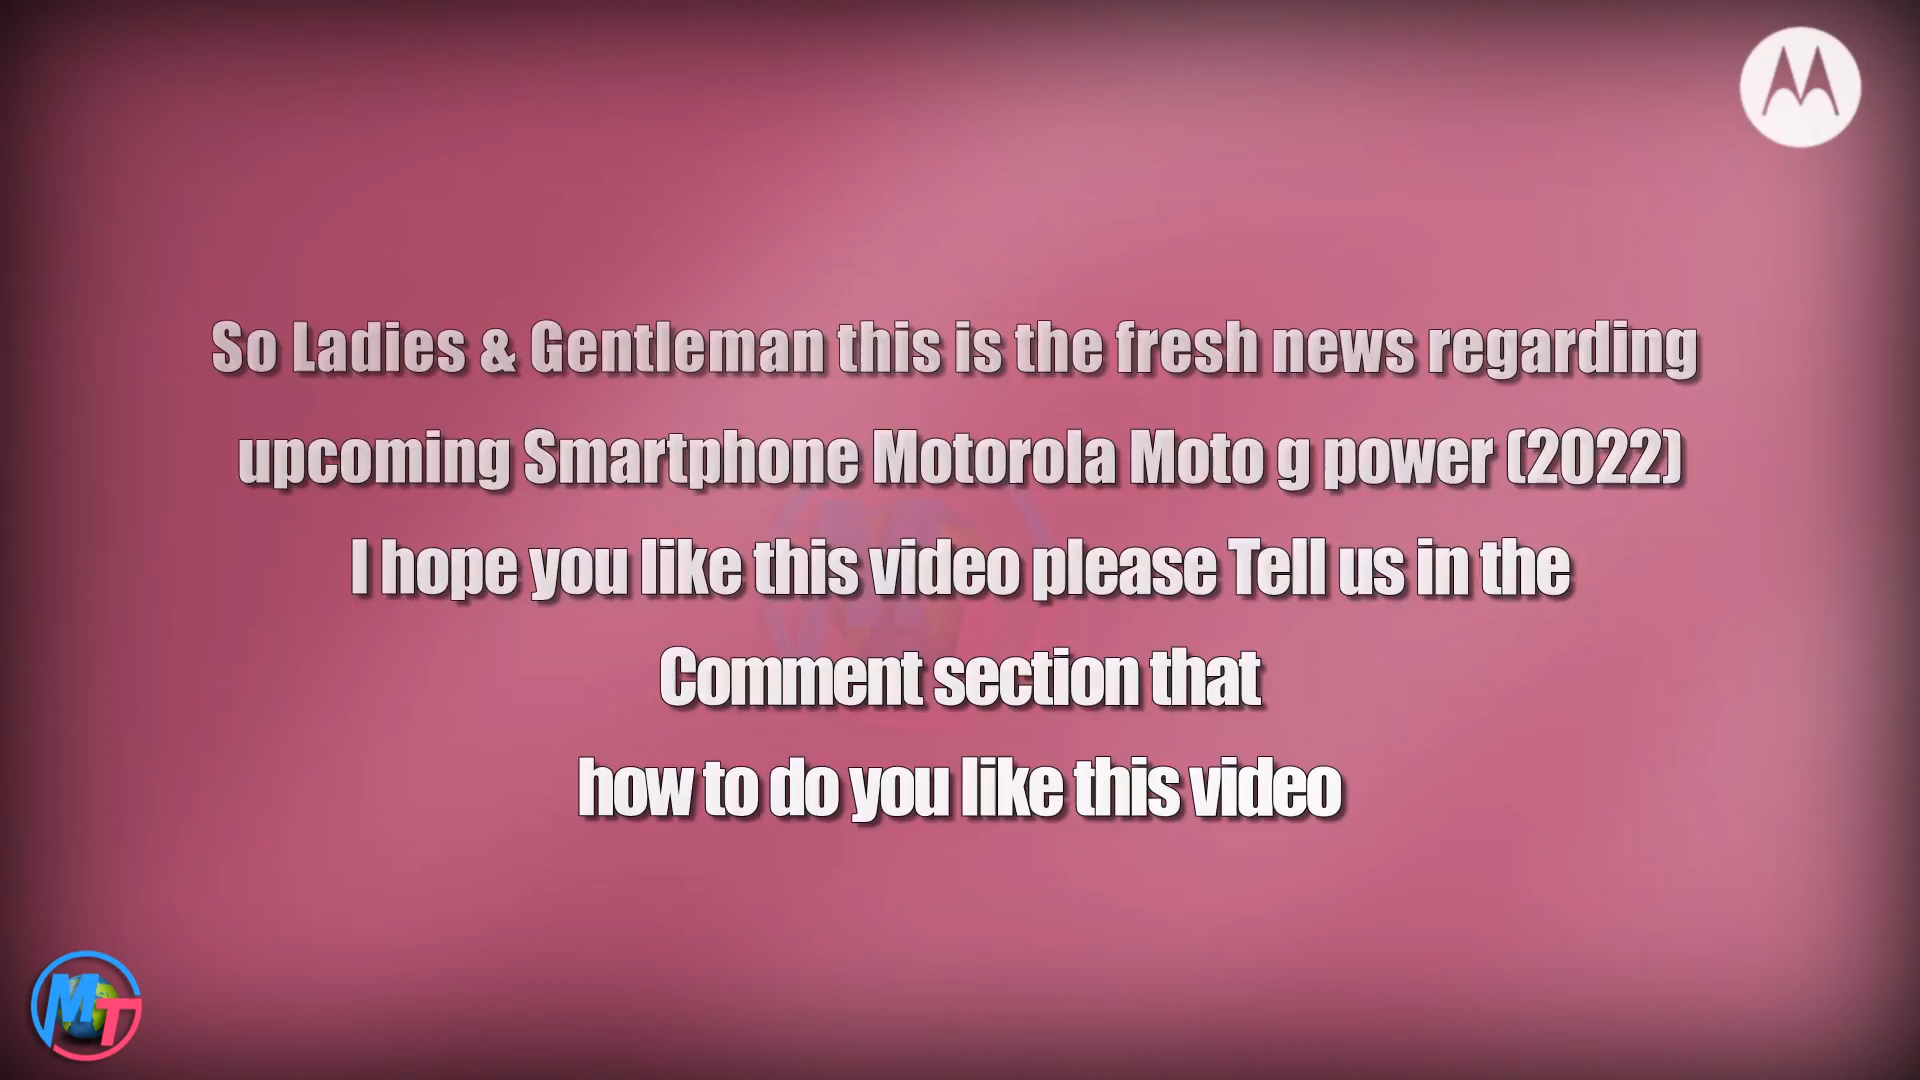 So Ladies & Gentleman this is the fresh news regarding
upcoming Smartphone Motorola Moto g power (2022)
I hope you like this video please Tell us in the
Comment section that
how to do you like this video
MT